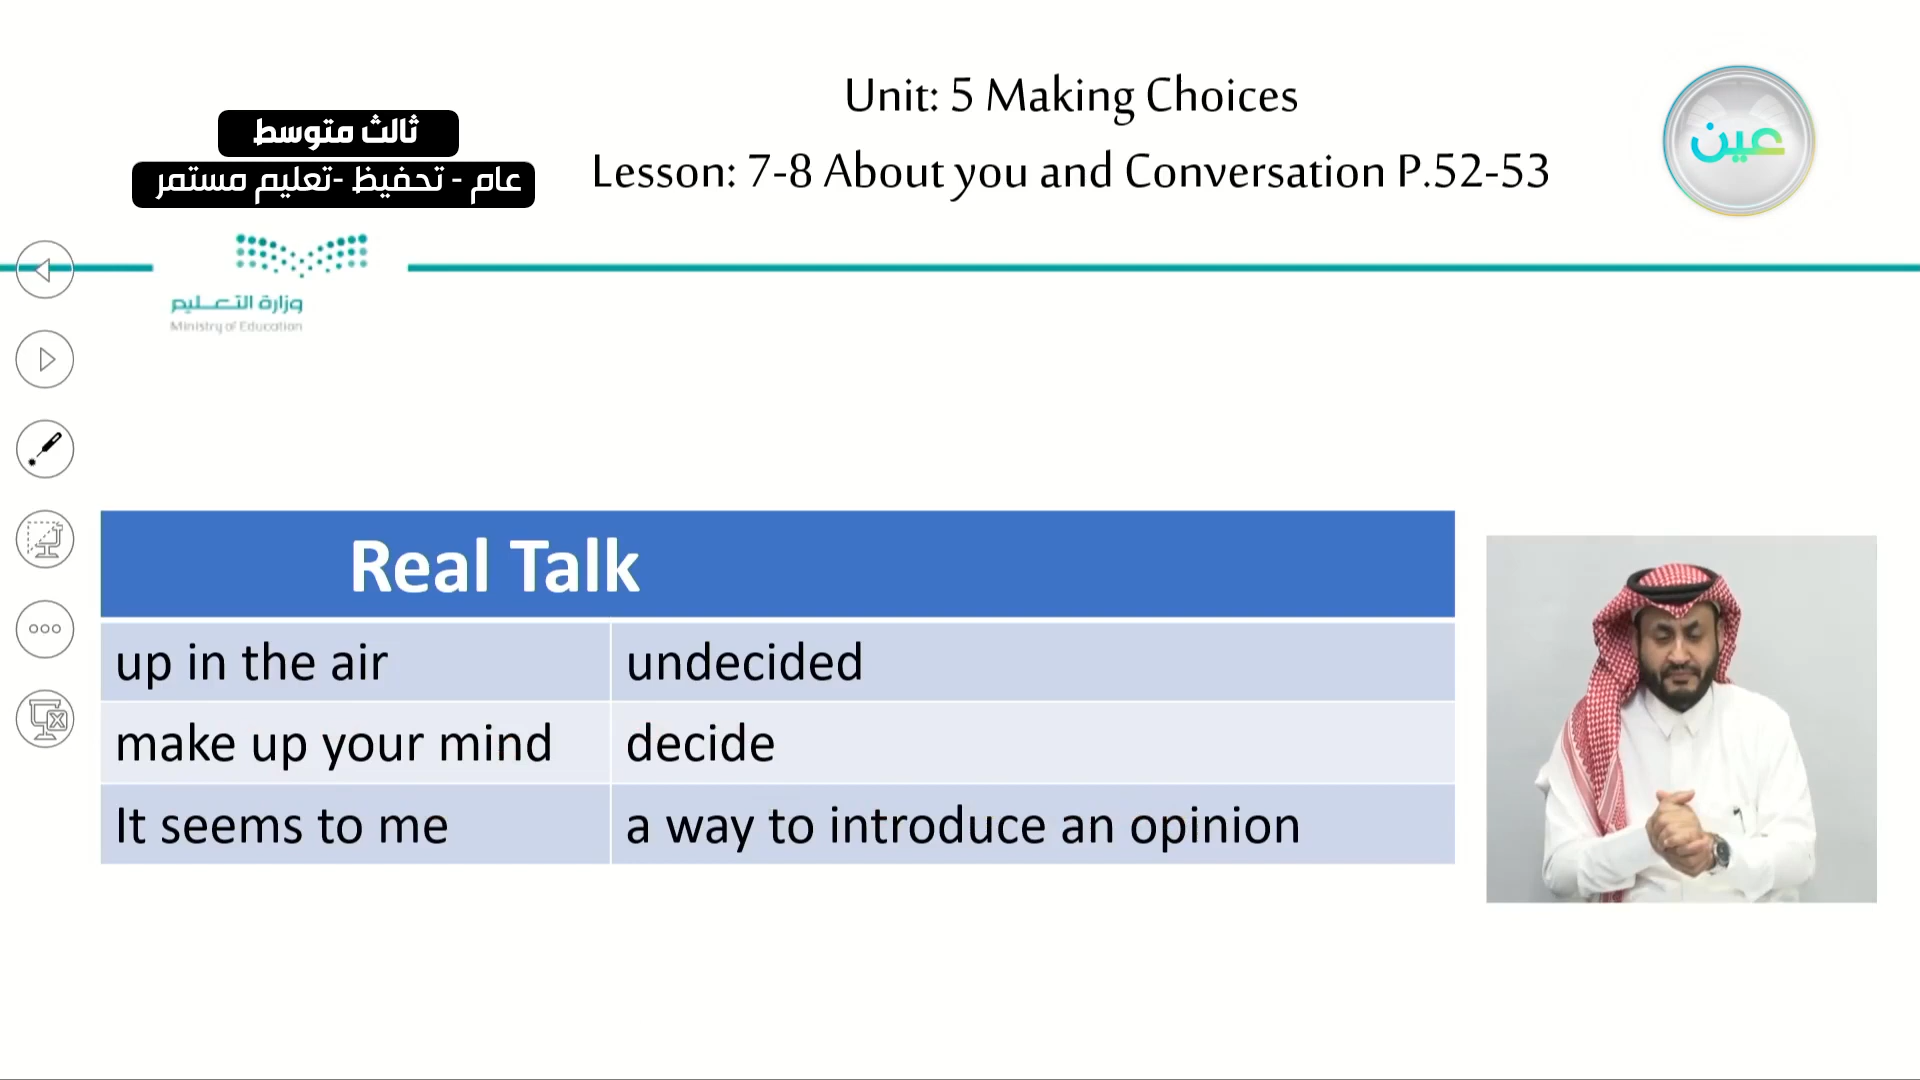 Unit: 5 Making Choices
Lesson: 7-8 About you and Conversation P.52-53
ثالث متوسط
عام - تحفيظ -تعليم مستمر
عين
وزارة التعليم
Ministry of Education
Real Talk
up in the air undecided
make up your mind decide
It seems to me a way to introduce an opinion